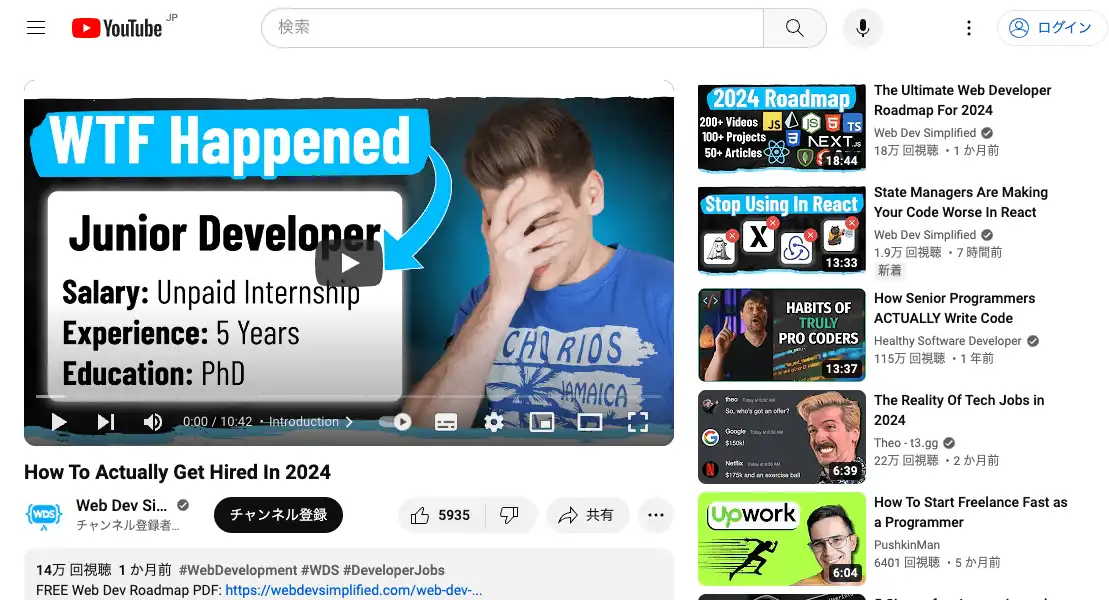 YouTube JP
検索
ログイン
WTF Happened
Junior Developer
Salary: Unpaid Internship
Experience: 5 Years
Education: PhD
CHO RIOS
JAMAICA
0:00 / 10:42 ・Introduction
How To Actually Get Hired In 2024
WDS
Web Dev Si...
チャンネル登録者...
チャンネル登録
5935
共有
14万 回視聴 1 か月前 #WebDevelopment #WDS #DeveloperJobs
FREE Web Dev Roadmap PDF: https://webdevsimplified.com/web-dev-...
2024 Roadmap
200+ Videos
100+ Projects
50+ Articles
JS
TS
NEXT.JS
18:44
The Ultimate Web Developer
Roadmap For 2024
Web Dev Simplified
18万 回視聴 ・1 か月前
Stop Using In React
X
13:33
State Managers Are Making
Your Code Worse In React
Web Dev Simplified
1.9万 回視聴 ・7 時間前
新着
</>
HABITS OF
TRULY
PRO CODERS
13:37
How Senior Programmers
ACTUALLY Write Code
Healthy Software Developer
115万 回視聴 ・1 年前
theo
So, who's got an offer?
Google
$150k!
Netflix
$175k and an exercise ball
6:39
The Reality Of Tech Jobs in
2024
Theo - t3.gg
22万 回視聴 ・2 か月前
upwork
6:04
How To Start Freelance Fast as
a Programmer
PushkinMan
6401 回視聴 ・5 か月前